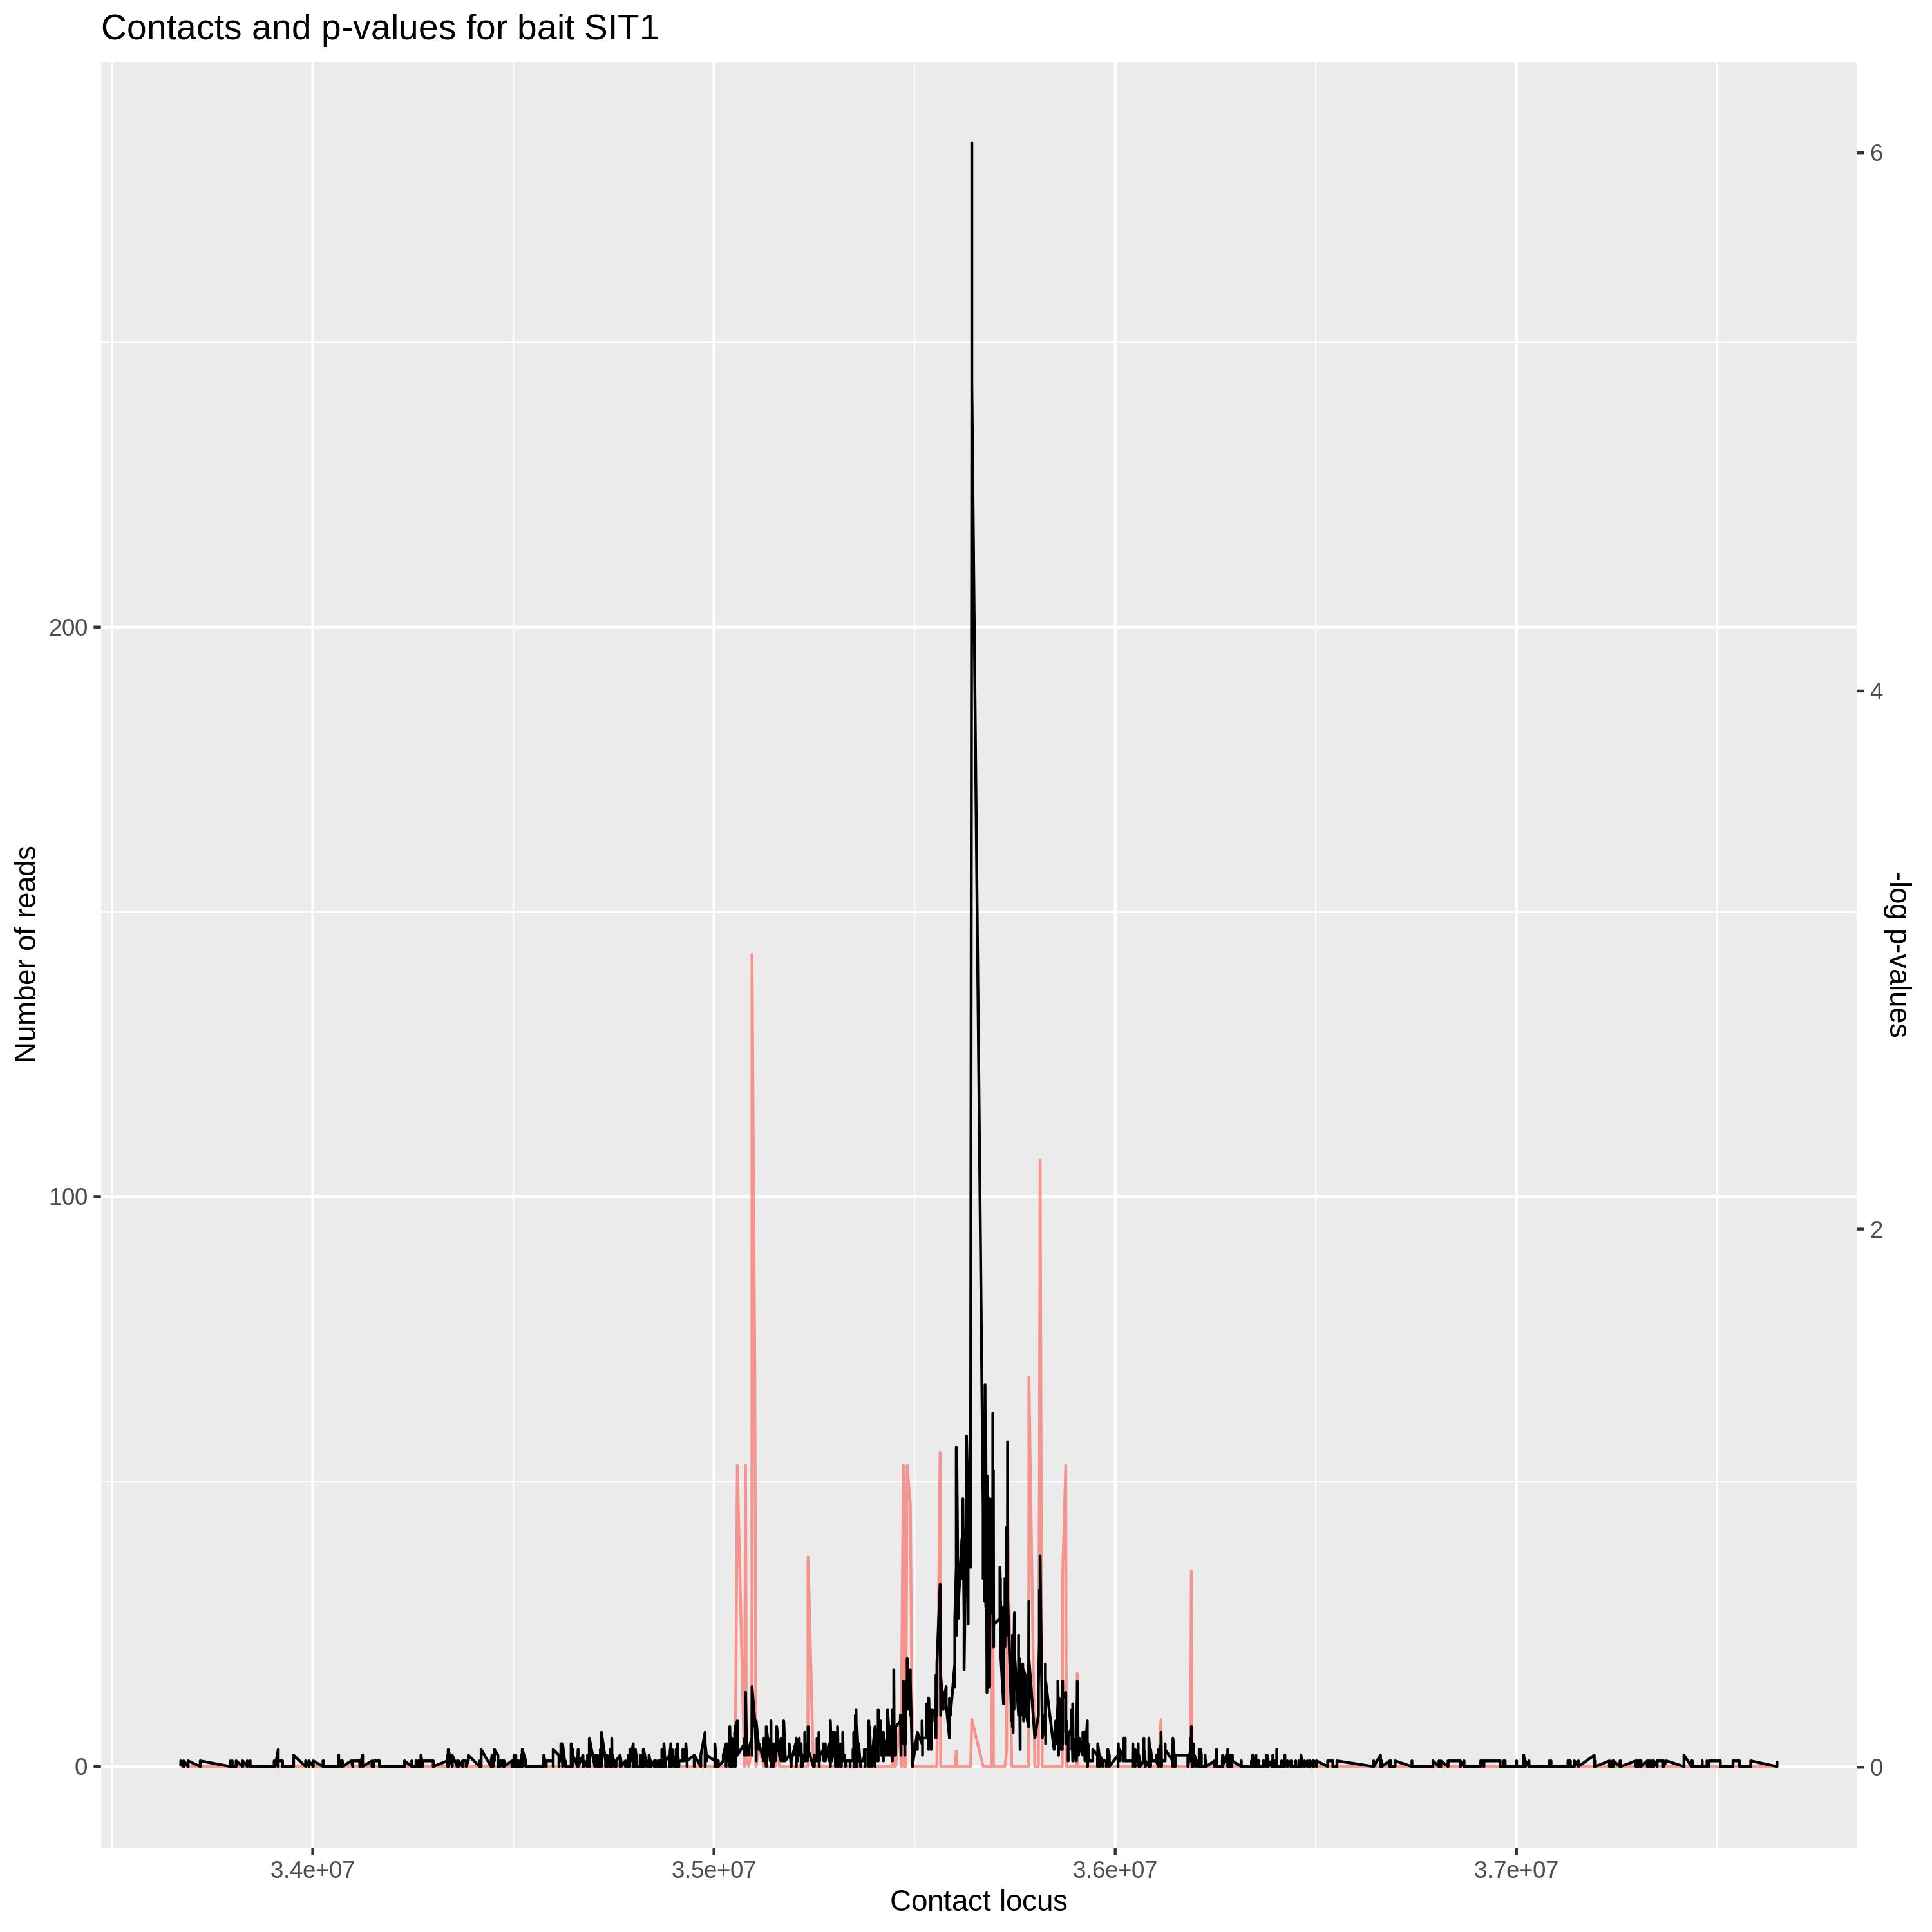 Contacts and p-values for bait SIT1
Number of reads
200
100
0
6
4
2
0
-log p-values
3.4e+07
3.5e+07
3.6e+07
3.7e+07
Contact locus